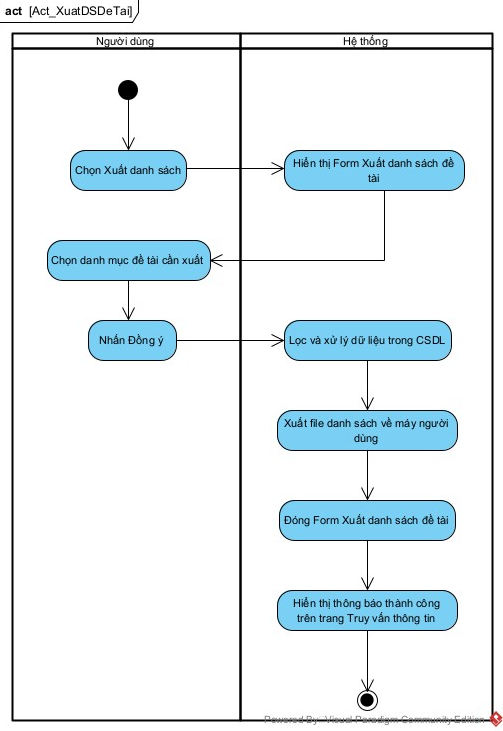 act [Act_XuatDSDeTai]
Người dùng
Hệ thống
Chọn Xuất danh sách
Hiển thị Form Xuất danh sách đề
tài
Chọn danh mục đề tài cần xuất
Nhấn Đồng ý
Lọc và xử lý dữ liệu trong CSDL
Xuất file danh sách về máy người
dùng
Đóng Form Xuất danh sách đề tài
Hiển thị thông báo thành công
trên trang Truy vấn thông tin
Powered By: Visual Paradigm Community Edition